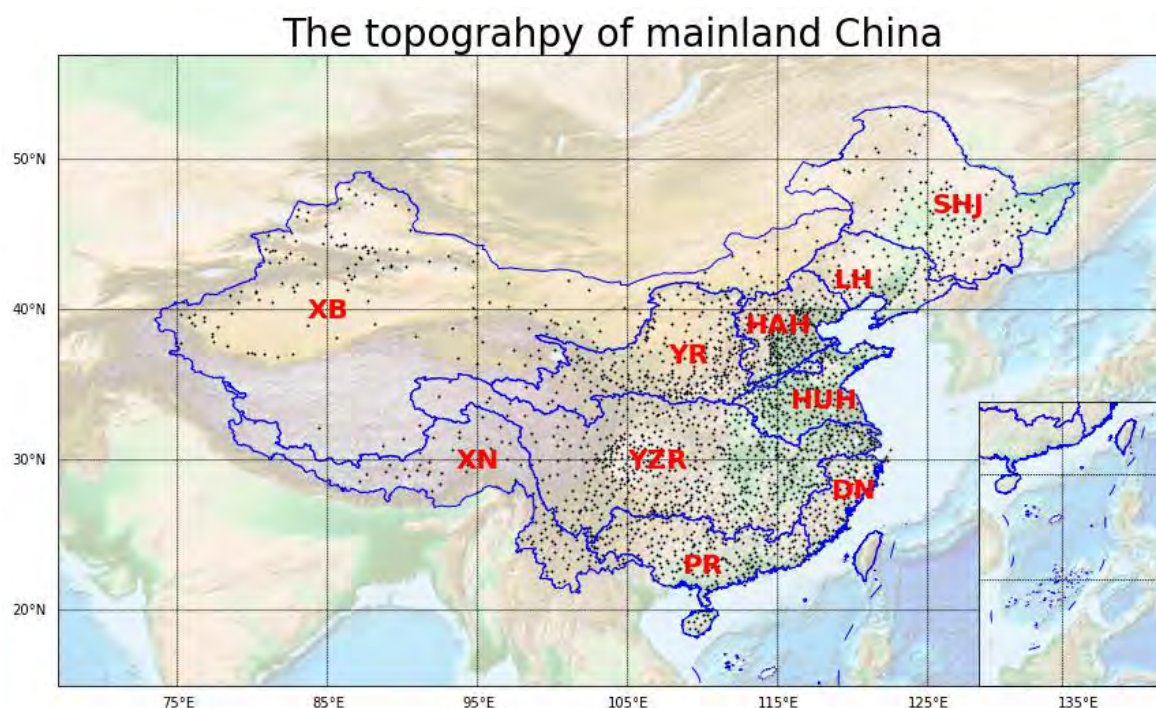 The topograhpy of mainland China
50°N
SHJ
LH
40°N
XB
HAH
YR
HUH
30°N
XN
YZR
DN
PR
20°N
75°E 85°E 95°E 105°E 115°E 125°E 135°E